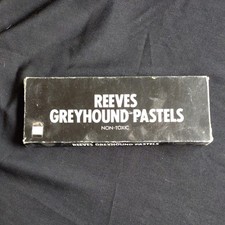 REEVES
GREYHOUND PASTELS
NON-TOXIC
REEVES GREYHOUND PASTELS